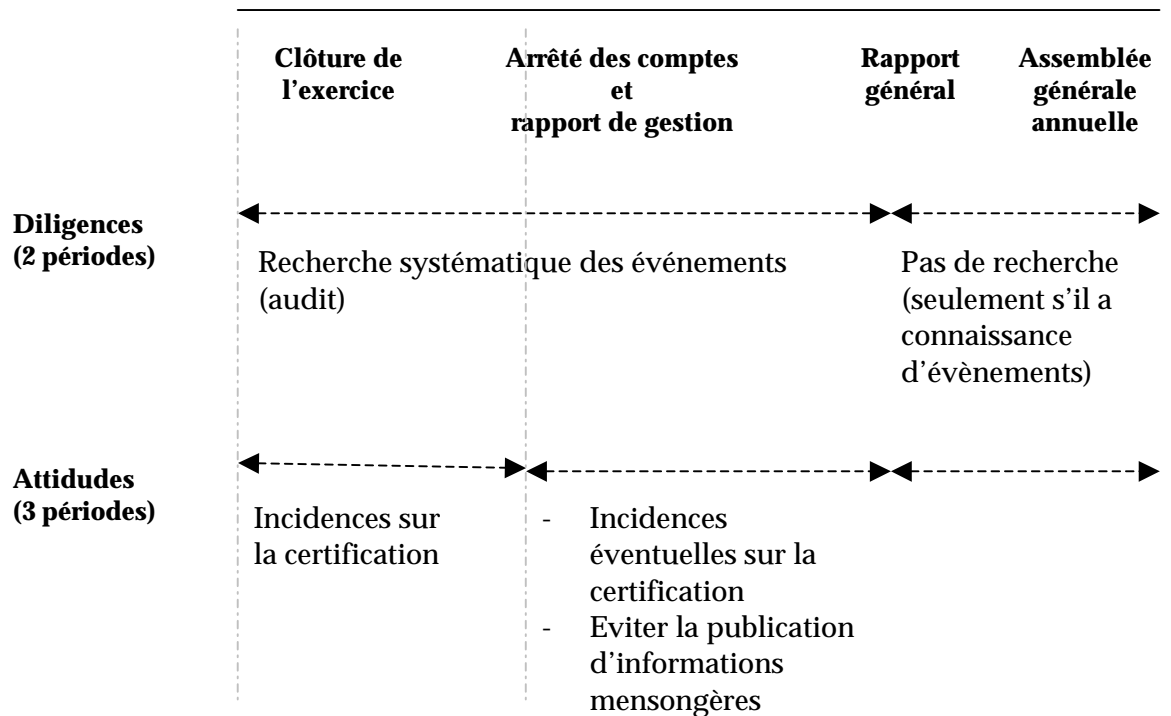 Clôture de
l’exercice
Arrêté des comptes
et
rapport de gestion
Rapport
général
Assemblée
générale
annuelle
Diligences
(2 périodes)
Recherche systématique des événements
(audit)
Pas de recherche
(seulement s’il a
connaissance
d’évènements)
Attidudes
(3 périodes)
Incidences sur
la certification
- Incidences
éventuelles sur la
certification
- Eviter la publication
d’informations
mensongères